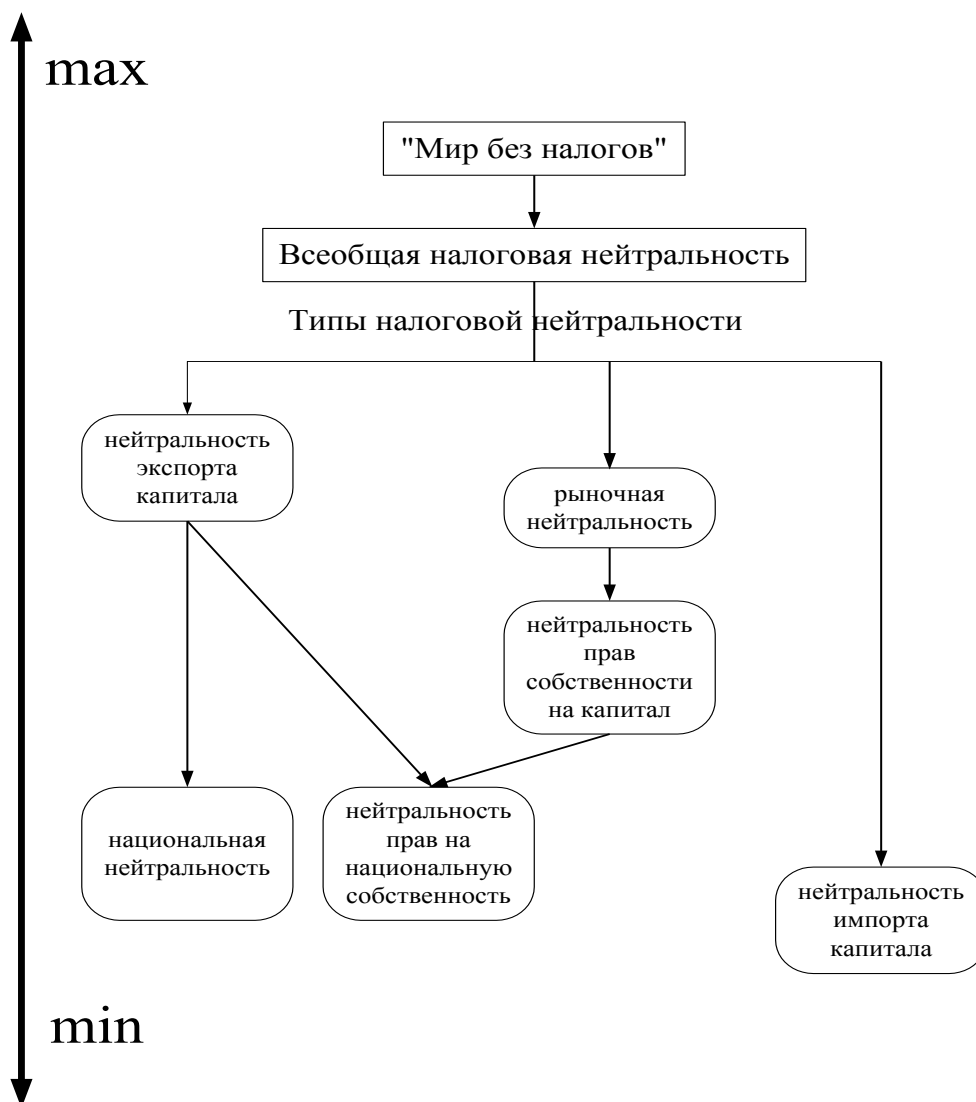 max
"Мир без налогов"
Всеобщая налоговая нейтральность
Типы налоговой нейтральности
нейтральность
экспорта
капитала
рыночная
нейтральность
нейтральность
прав
собственности
на капитал
национальная
нейтральность
нейтральность
прав на
национальную
собственность
нейтральность
импорта
капитала
min